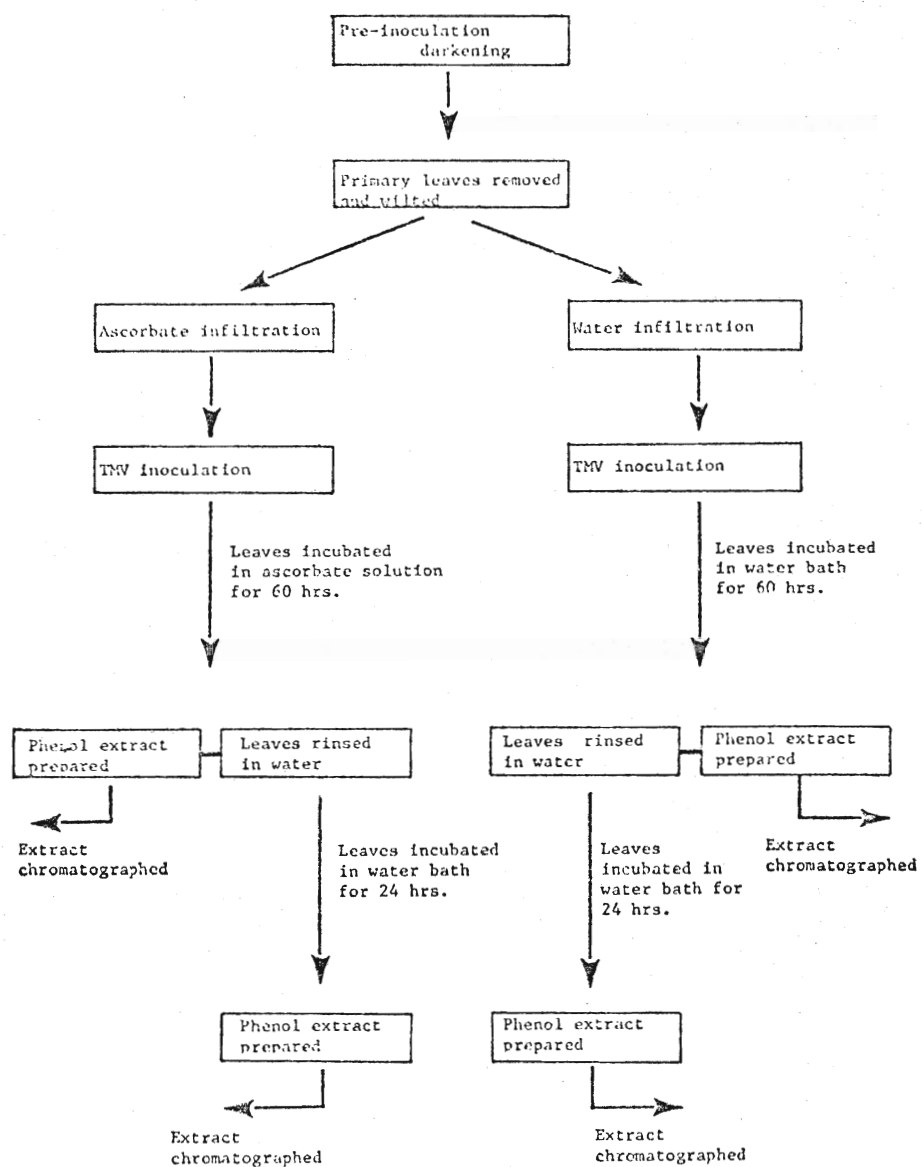 Pre-inoculation
darkening
Primary leaves removed
and wilted
Ascorbate infiltration
Water infiltration
TMV inoculation
TMV inoculation
Leaves incubated
in ascorbate solution
for 60 hrs.
Leaves incubated
in water bath
for 60 hrs.
Phenol extract
prepared
Leaves rinsed
in water
Leaves rinsed
in water
Phenol extract
prepared
Extract
chromatographed
Leaves incubated
in water bath
for 24 hrs.
Leaves
incubated in
water bath for
24 hrs.
Extract
chromatographed
Phenol extract
prepared
Phenol extract
prepared
Extract
chromatographed
Extract
chromatographed